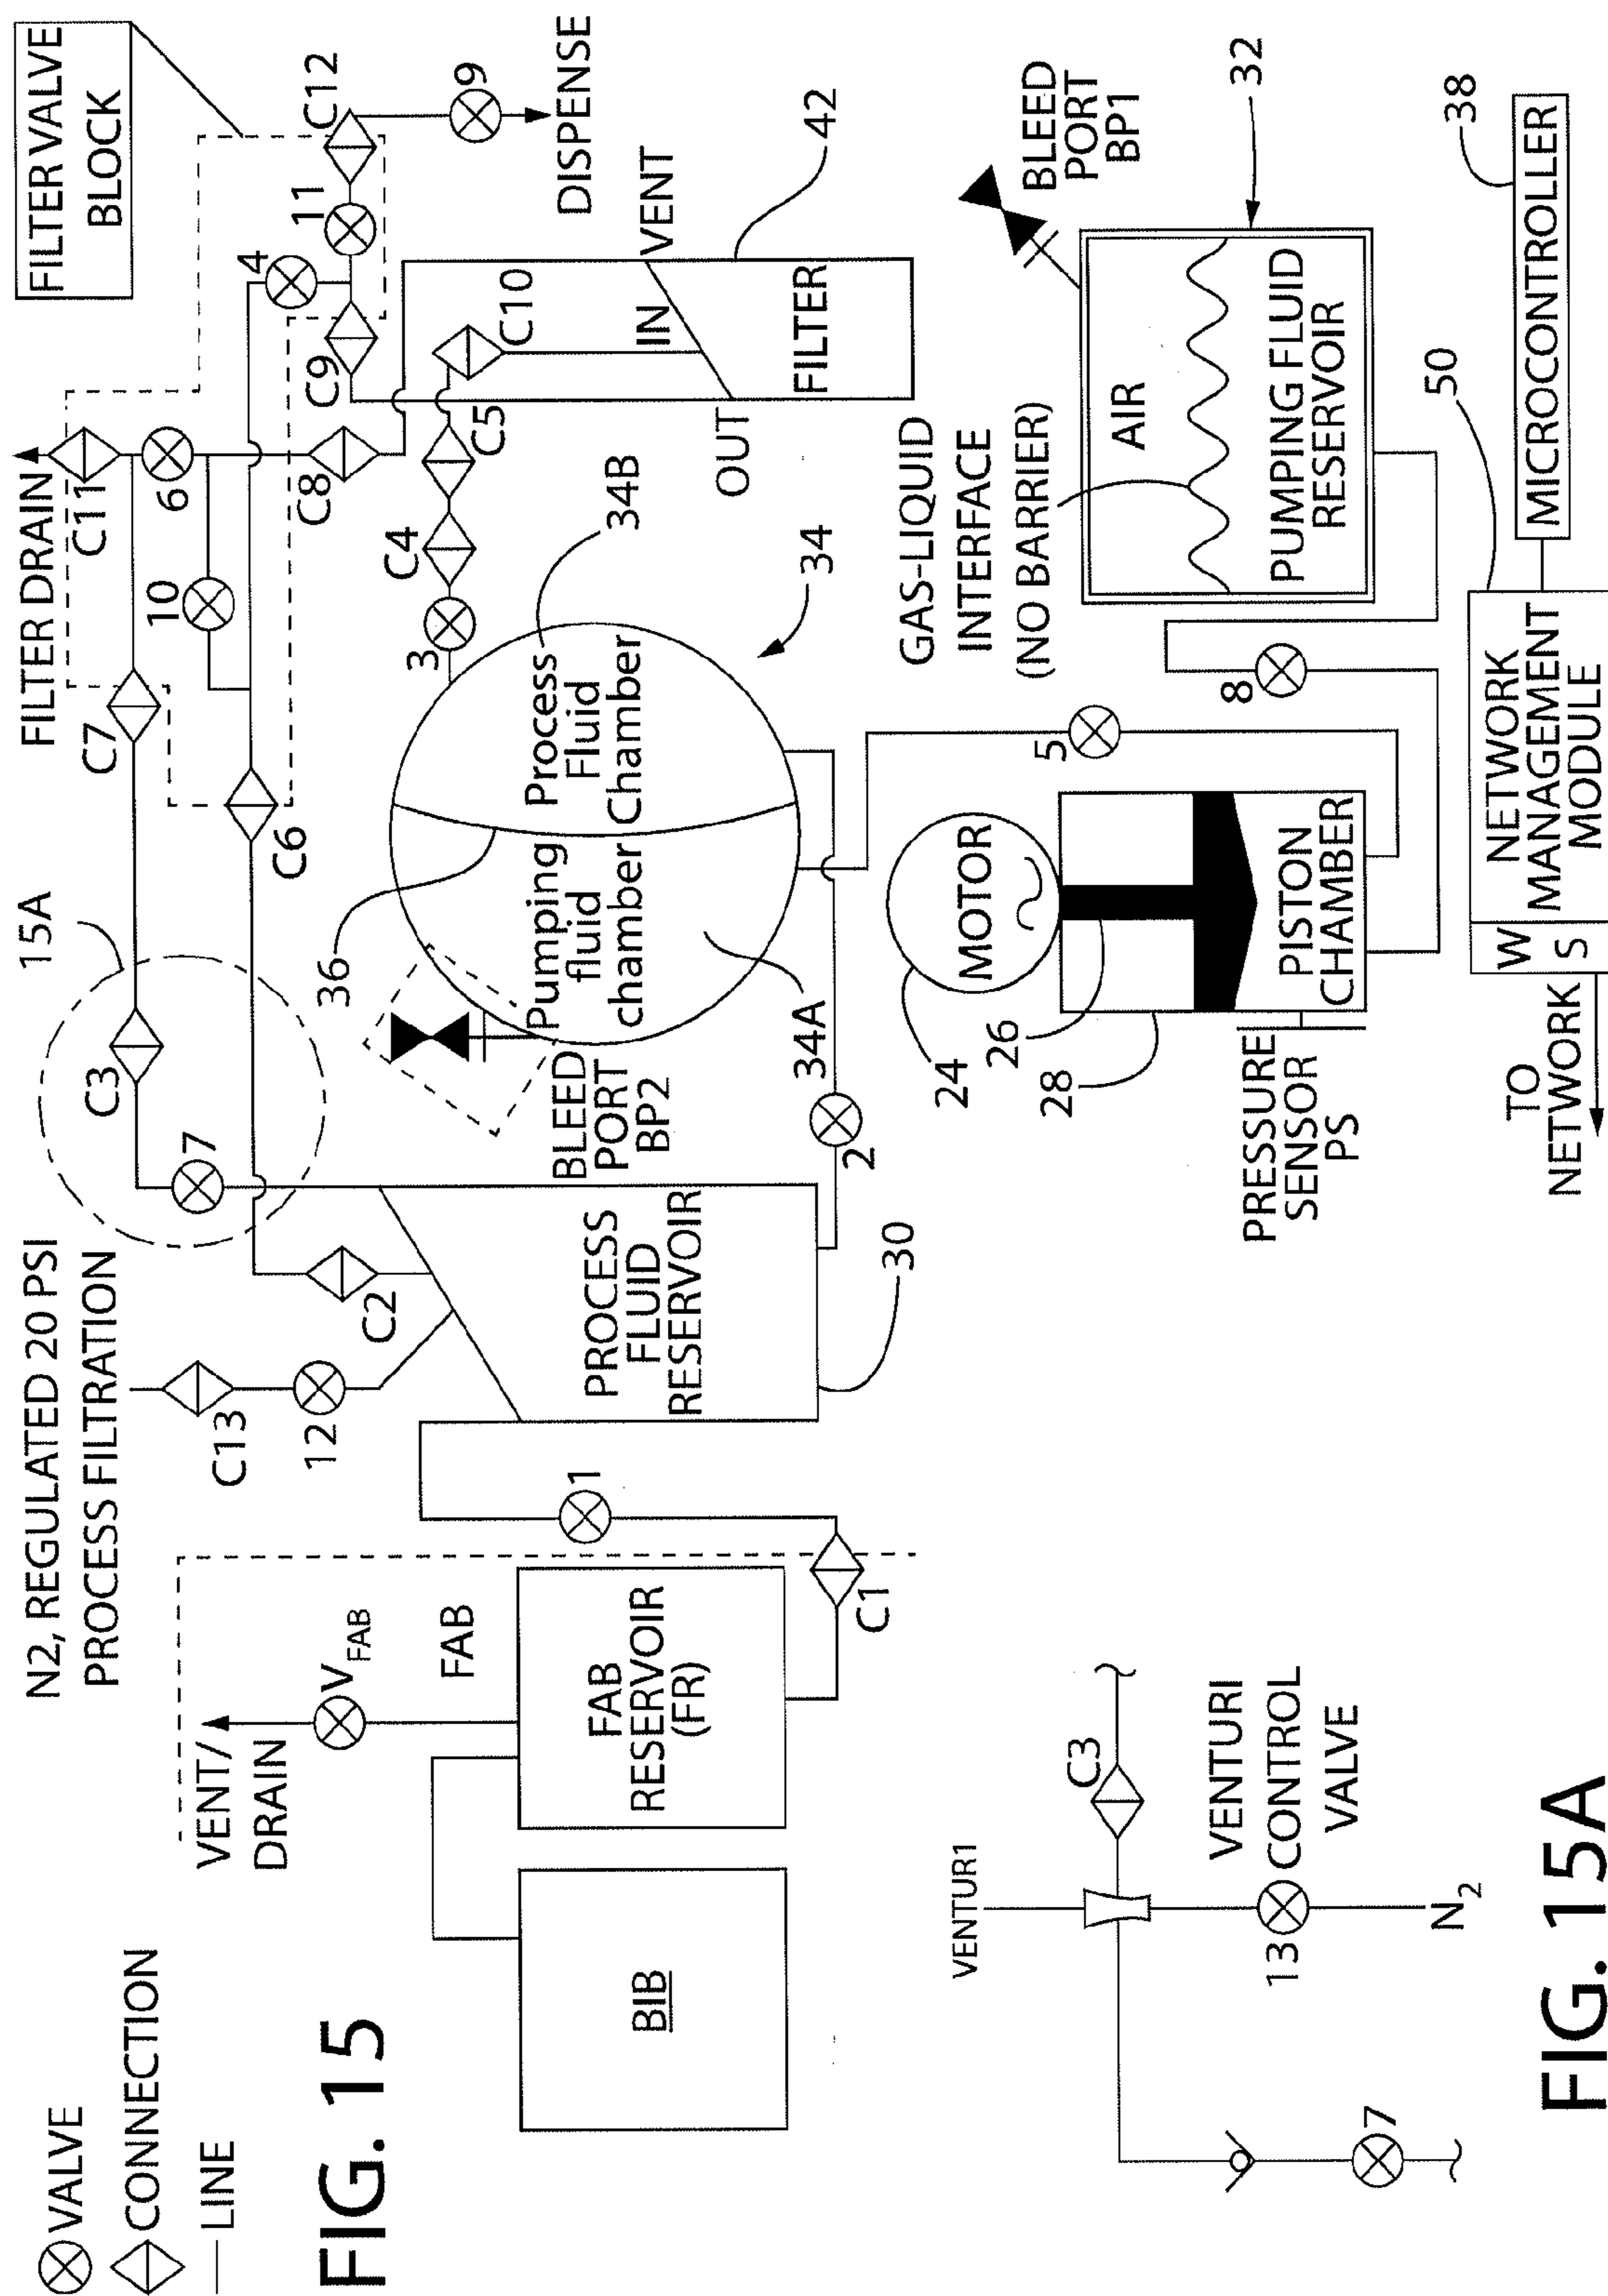 VALVE
CONNECTION
LINE
FIG. 15
N2, REGULATED 20 PSI
PROCESS FILTRATION
C13
12
C2
VENT/
DRAIN
VFAB
FAB
BIB
FAB
RESERVOIR
(FR)
C1
1
PROCESS
FLUID
RESERVOIR
30
15A
C3
7
C7
C6
FILTER DRAIN
C11
6
10
C8
FILTER VALVE
BLOCK
4
C9
11
C12
9
DISPENSE
3
C4
C5
C10
IN
VENT
OUT
FILTER
42
BLEED
PORT
BP2
36
Pumping
fluid
chamber
Process
Fluid
Chamber
34A
34B
34
2
5
8
MOTOR
24
26
28
PISTON
CHAMBER
PRESSURE
SENSOR
PS
GAS-LIQUID
INTERFACE
(NO BARRIER)
AIR
PUMPING FLUID
RESERVOIR
32
BLEED
PORT
BP1
TO
NETWORK
W
S
NETWORK
MANAGEMENT
MODULE
50
MICROCONTROLLER
38
VENTUR1
C3
VENTURI
CONTROL
VALVE
13
N2
7
FIG. 15A